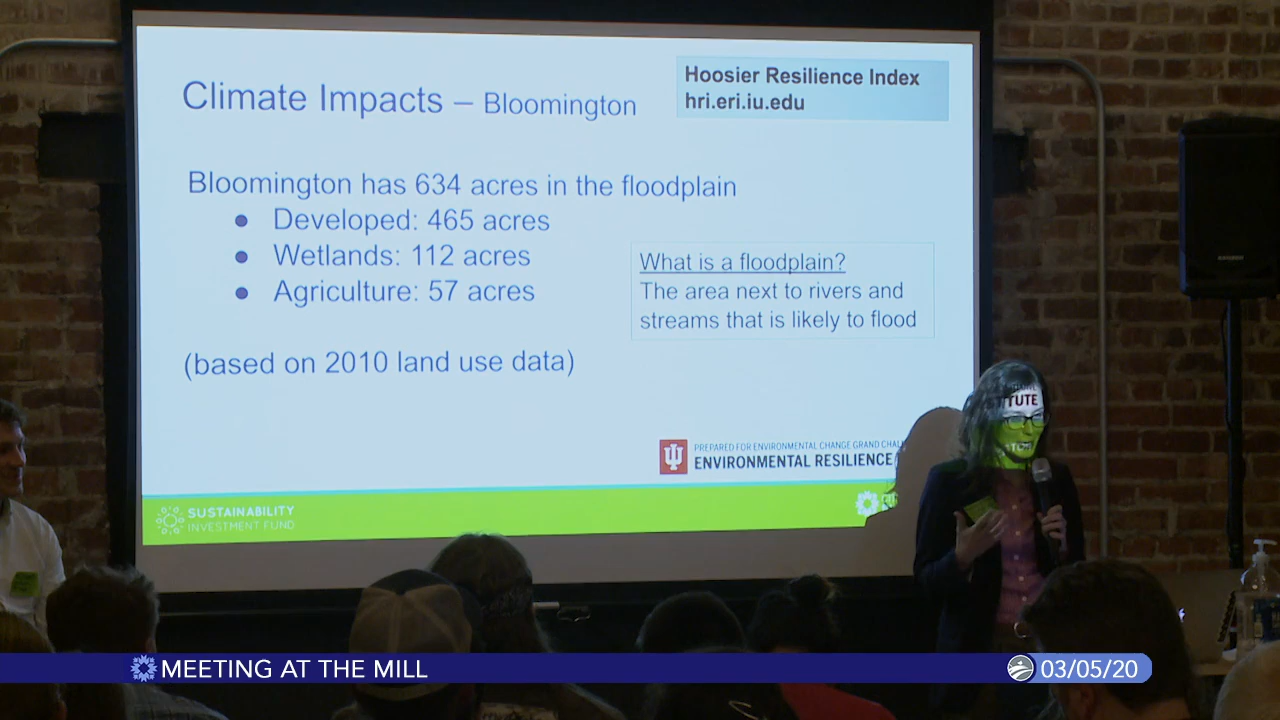 Climate Impacts – Bloomington
Hoosier Resilience Index
hri.eri.iu.edu
Bloomington has 634 acres in the floodplain
● Developed: 465 acres
● Wetlands: 112 acres
● Agriculture: 57 acres
What is a floodplain?
The area next to rivers and
streams that is likely to flood
(based on 2010 land use data)
PREPARED FOR ENVIRONMENTAL CHANGE GRAND
ENVIRONMENTAL RESILIENCE
TUTE
SUSTAINABILITY
INVESTMENT FUND
MEETING AT THE MILL
03/05/20